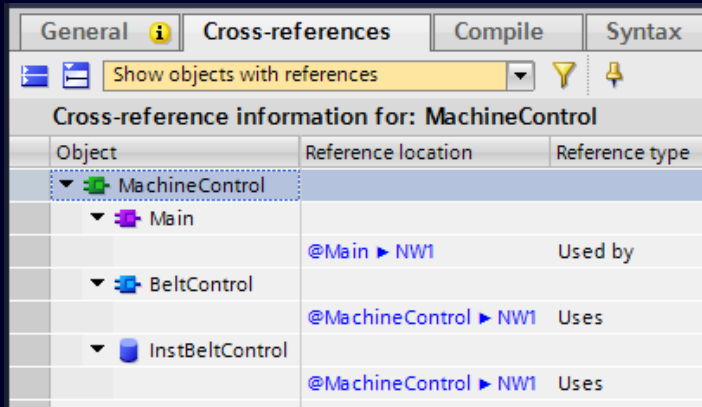 General Cross-references Compile Syntax
Show objects with references
Cross-reference information for: MachineControl
Object Reference location Reference type
MachineControl
Main
@Main ► NW1 Used by
BeltControl
@MachineControl ► NW1 Uses
InstBeltControl
@MachineControl ► NW1 Uses